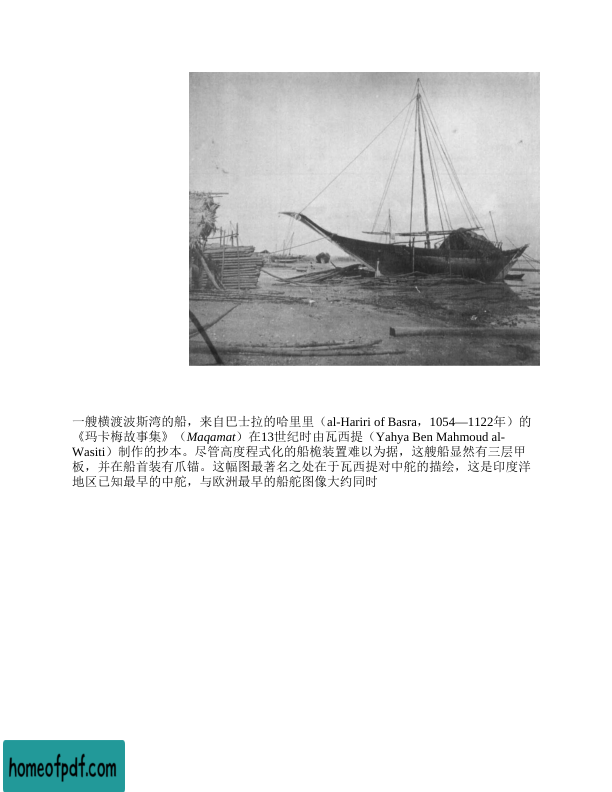 一艘横渡波斯湾的船，来自巴士拉的哈里里（al-Hariri of Basra，1054—1122年）的
《玛卡梅故事集》（Maqamat）在13世纪时由瓦西提（Yahya Ben Mahmoud al-
Wasiti）制作的抄本。尽管高度程式化的船桅装置难以为据，这艘船显然有三层甲
板，并在船首装有爪锚。这幅图最著名之处在于瓦西提对中舵的描绘，这是印度洋
地区已知最早的中舵，与欧洲最早的船舵图像大约同时
homeofpdf.com